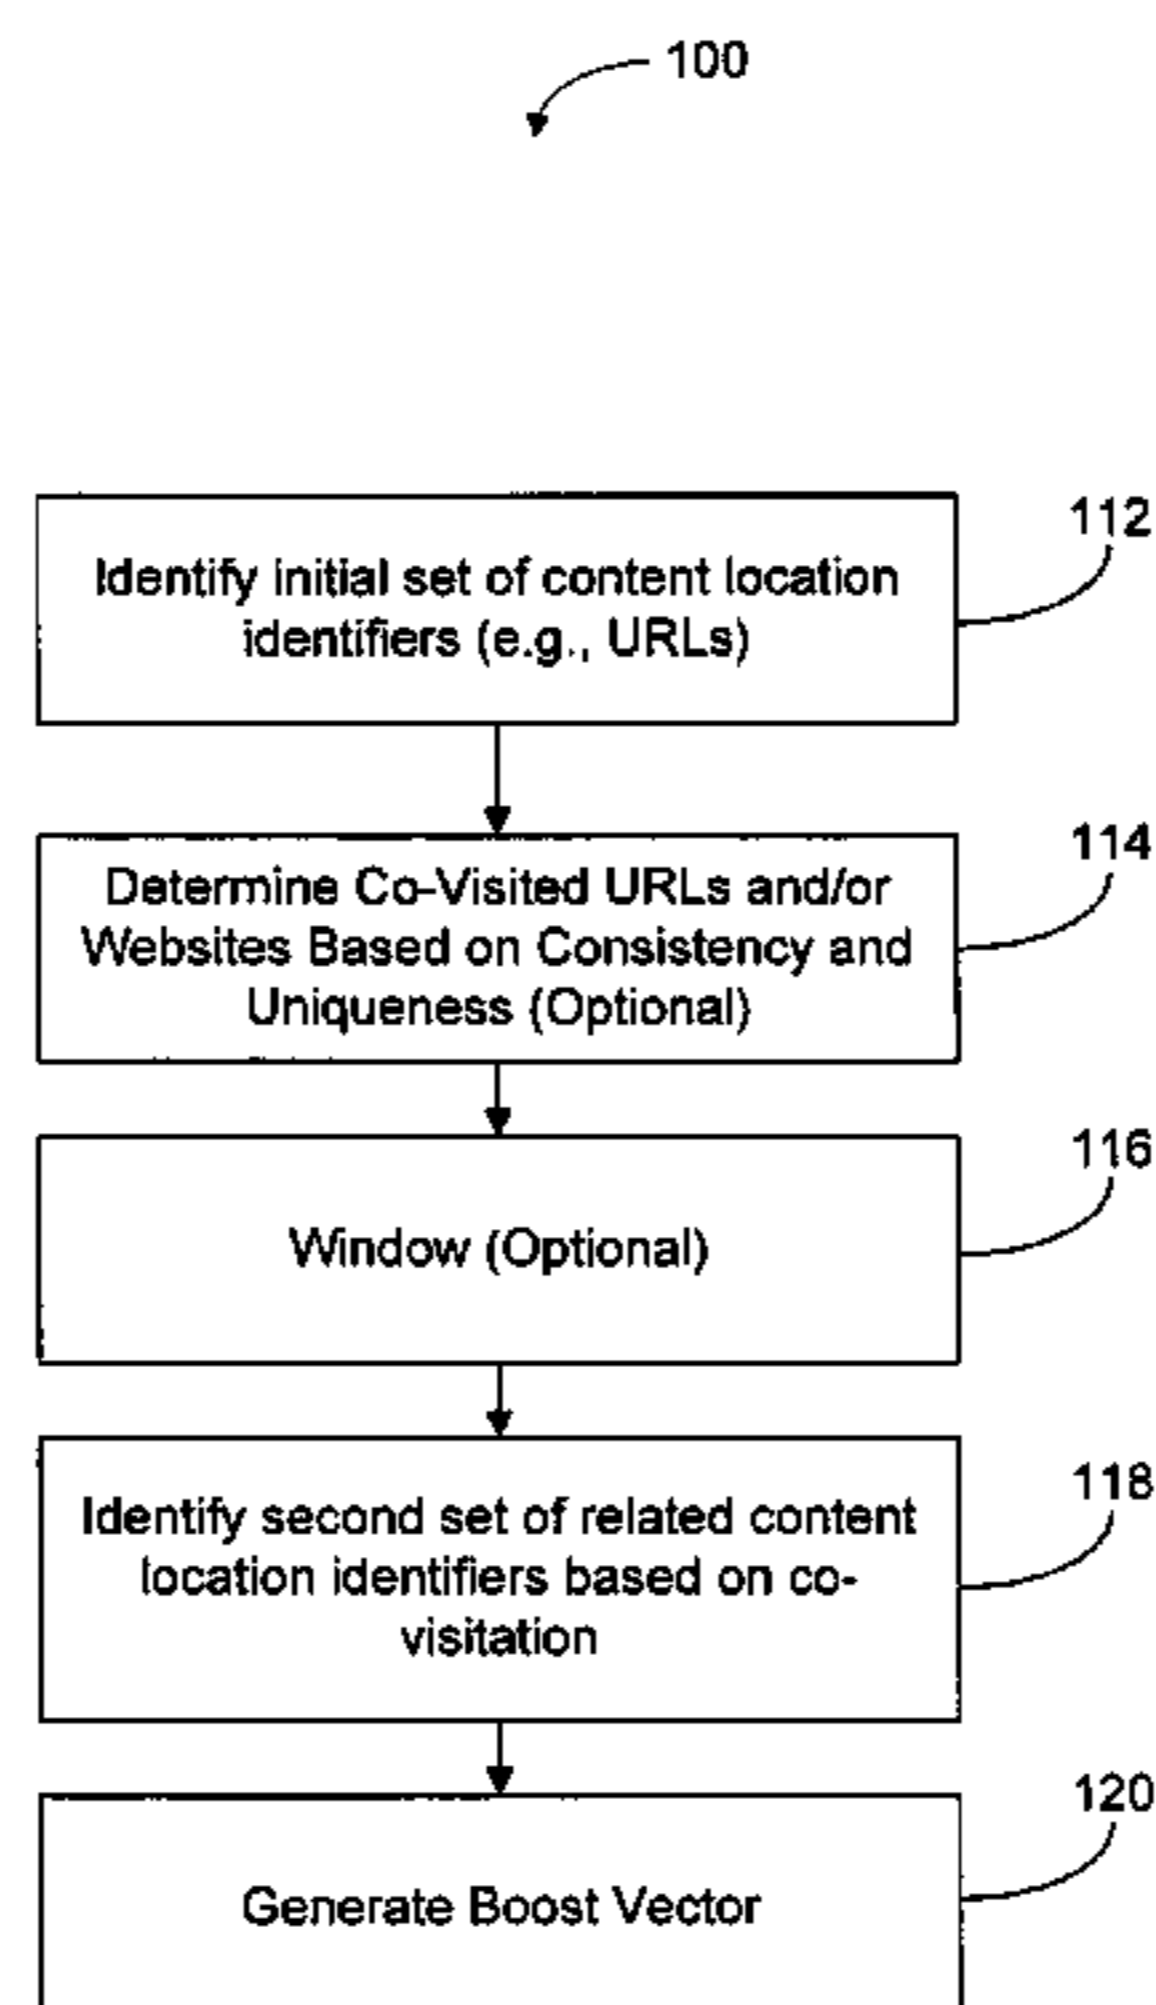 100
Identify initial set of content location
identifiers (e.g., URLs)
112
Determine Co-Visited URLs and/or
Websites Based on Consistency and
Uniqueness (Optional)
114
Window (Optional)
116
Identify second set of related content
location identifiers based on co-
visitation
118
Generate Boost Vector
120